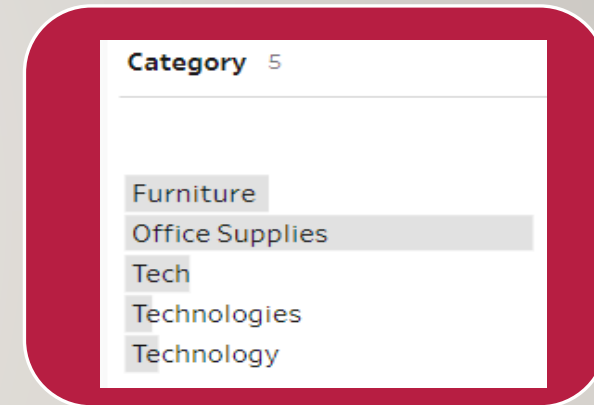 Category 5
Furniture
Office Supplies
Tech
Technologies
Technology